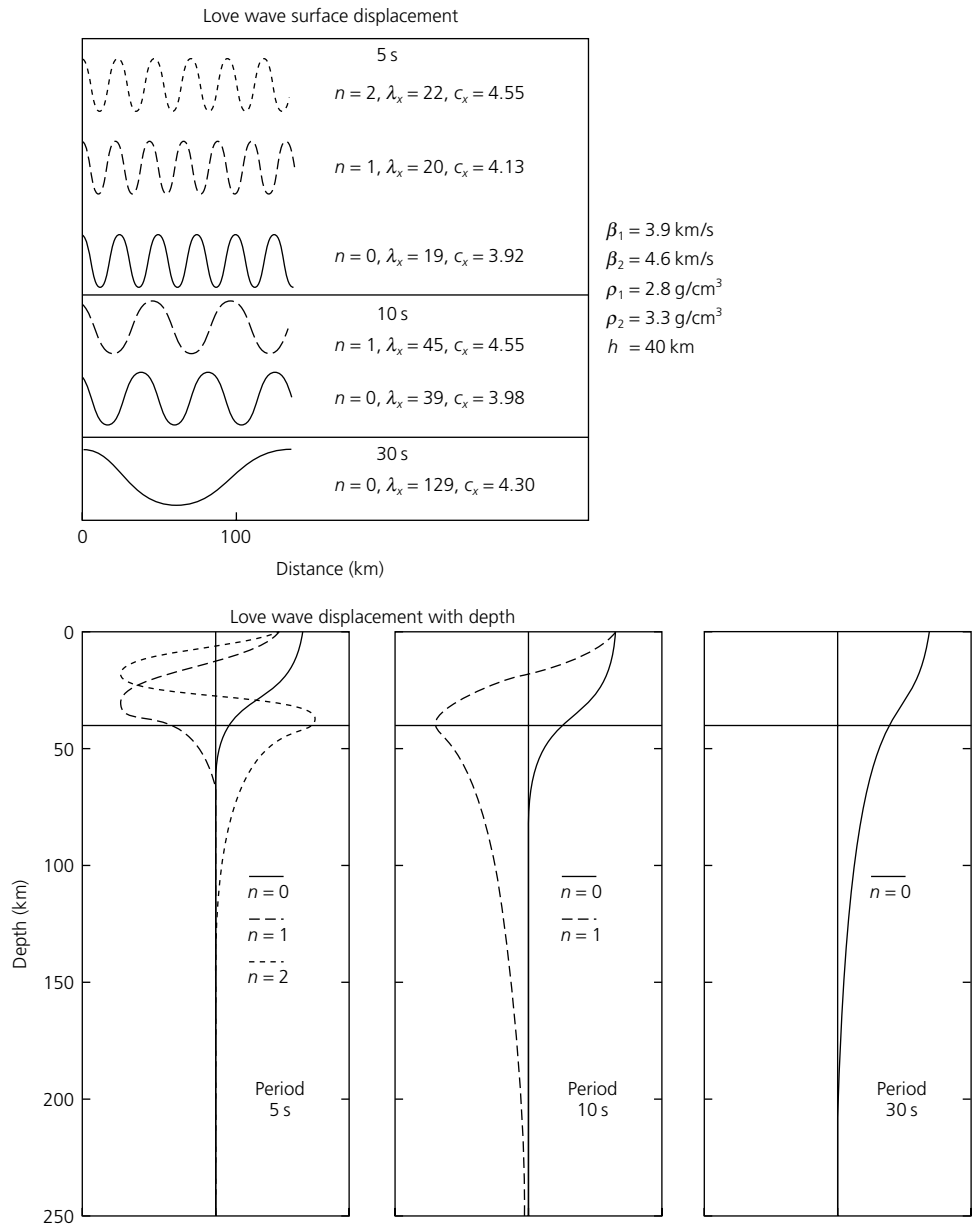 Love wave surface displacement
5 s
n = 2, λₓ = 22, cₓ = 4.55
n = 1, λₓ = 20, cₓ = 4.13
n = 0, λₓ = 19, cₓ = 3.92
10 s
n = 1, λₓ = 45, cₓ = 4.55
n = 0, λₓ = 39, cₓ = 3.98
30 s
n = 0, λₓ = 129, cₓ = 4.30
0 100
Distance (km)
β₁ = 3.9 km/s
β₂ = 4.6 km/s
ρ₁ = 2.8 g/cm³
ρ₂ = 3.3 g/cm³
h = 40 km
Love wave displacement with depth
0
50
100
150
200
250
Depth (km)
n = 0
n = 1
n = 2
Period
5 s
n = 0
n = 1
Period
10 s
n = 0
Period
30 s